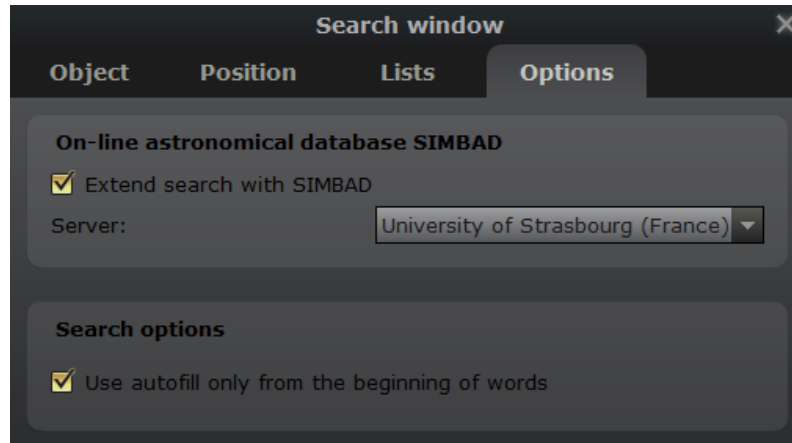 Search window
Object Position Lists Options
On-line astronomical database SIMBAD
Extend search with SIMBAD
Server: University of Strasbourg (France)
Search options
Use autofill only from the beginning of words